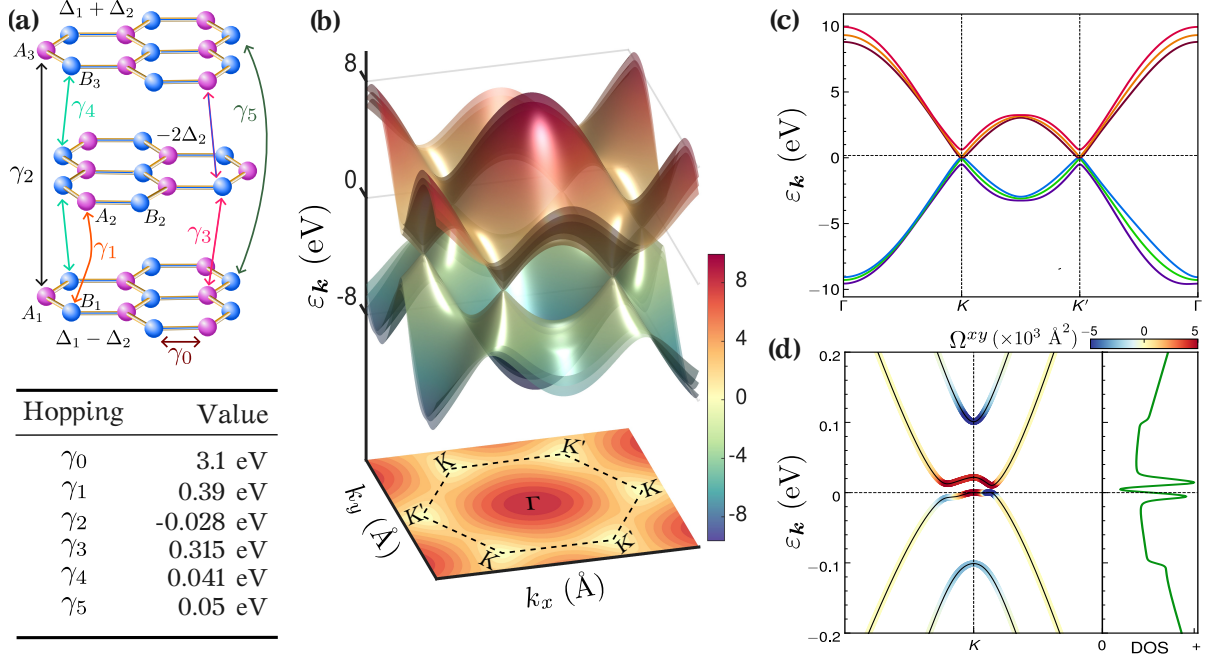 (a)
Δ₁ + Δ₂
A₃
B₃
γ₄
γ₅
−2Δ₂
γ₂
A₂
B₂
γ₁
γ₃
A₁
B₁
Δ₁ − Δ₂
γ₀
Hopping Value
γ₀ 3.1 eV
γ₁ 0.39 eV
γ₂ -0.028 eV
γ₃ 0.315 eV
γ₄ 0.041 eV
γ₅ 0.05 eV
(b)
8
0
-8
ε𝒌 (eV)
8
4
0
-4
-8
K
K'
K
K'
K
K'
Γ
k_y (Å)
k_x (Å)
(c)
10
5
0
−5
−10
ε𝒌 (eV)
Γ K K' Γ
(d)
Ω^{xy} (×10³ Å²)
−5 0 5
0.2
0.1
0
−0.1
−0.2
ε𝒌 (eV)
K
0 DOS +